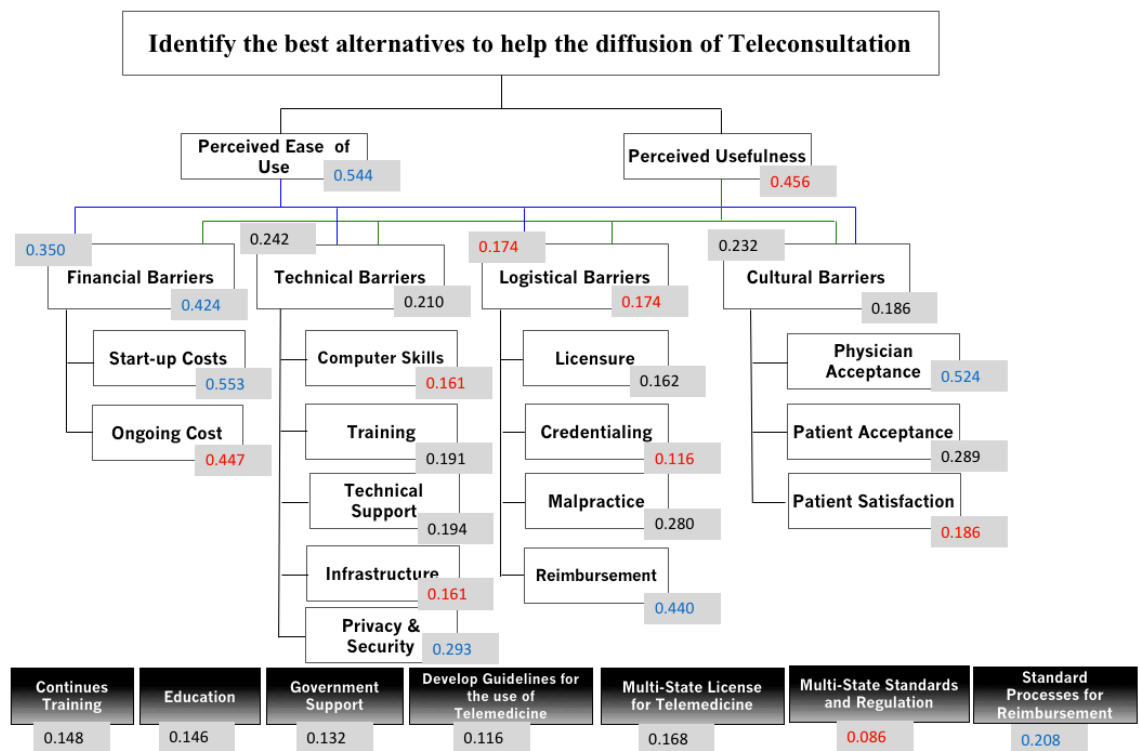 Identify the best alternatives to help the diffusion of Teleconsultation
Perceived Ease of
Use
0.544
Perceived Usefulness
0.456
0.350
Financial Barriers
0.424
0.242
Technical Barriers
0.210
0.174
Logistical Barriers
0.174
0.232
Cultural Barriers
0.186
Start-up Costs
0.553
Ongoing Cost
0.447
Computer Skills
0.161
Training
0.191
Technical
Support
0.194
Infrastructure
0.161
Privacy &
Security
0.293
Licensure
0.162
Credentialing
0.116
Malpractice
0.280
Reimbursement
0.440
Physician
Acceptance
0.524
Patient Acceptance
0.289
Patient Satisfaction
0.186
Continues
Training
0.148
Education
0.146
Government
Support
0.132
Develop Guidelines for
the use of
Telemedicine
0.116
Multi-State License
for Telemedicine
0.168
Multi-State Standards
and Regulation
0.086
Standard
Processes for
Reimbursement
0.208